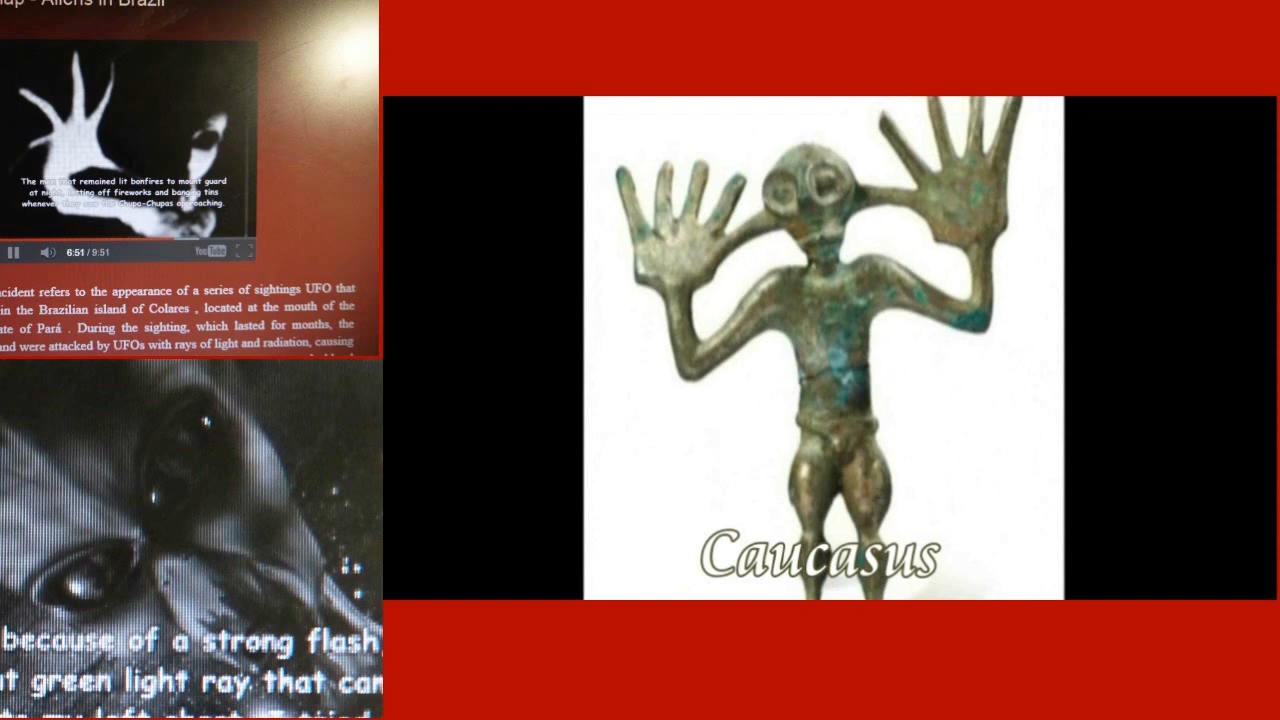 Aliens in Brazil
The men that remained lit bonfires to mount guard
at night, letting off fireworks and banging tins
whenever they saw the Chupa-Chupas approaching.
6:51 / 9:51
YouTube
incident refers to the appearance of a series of sightings UFO that
in the Brazilian island of Colares , located at the mouth of the
ate of Pará . During the sighting, which lasted for months, the
and were attacked by UFOs with rays of light and radiation, causing
because of a strong flash,
green light ray that
Caucasus